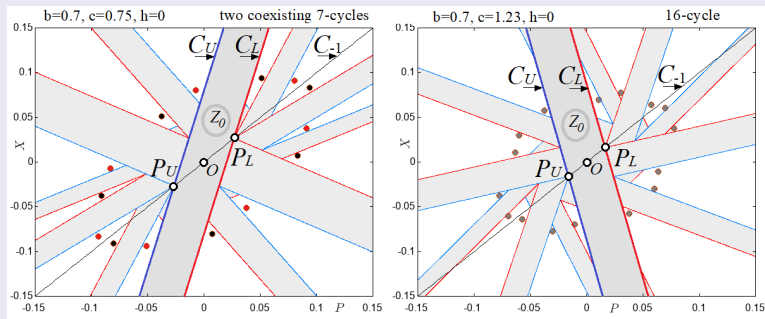 b=0.7, c=0.75, h=0 two coexisting 7-cycles
0.15
0.1
0.05
0
-0.05
-0.1
-0.15
X
C_U C_L C_-1
Z_0
P_U O P_L
-0.15 -0.1 -0.05 0 0.05 0.1 P 0.15
b=0.7, c=1.23, h=0 16-cycle
0.15
0.1
0.05
0
-0.05
-0.1
-0.15
X
C_U C_L C_-1
Z_0
P_U O P_L
-0.15 -0.1 -0.05 0 0.05 P 0.1 0.15